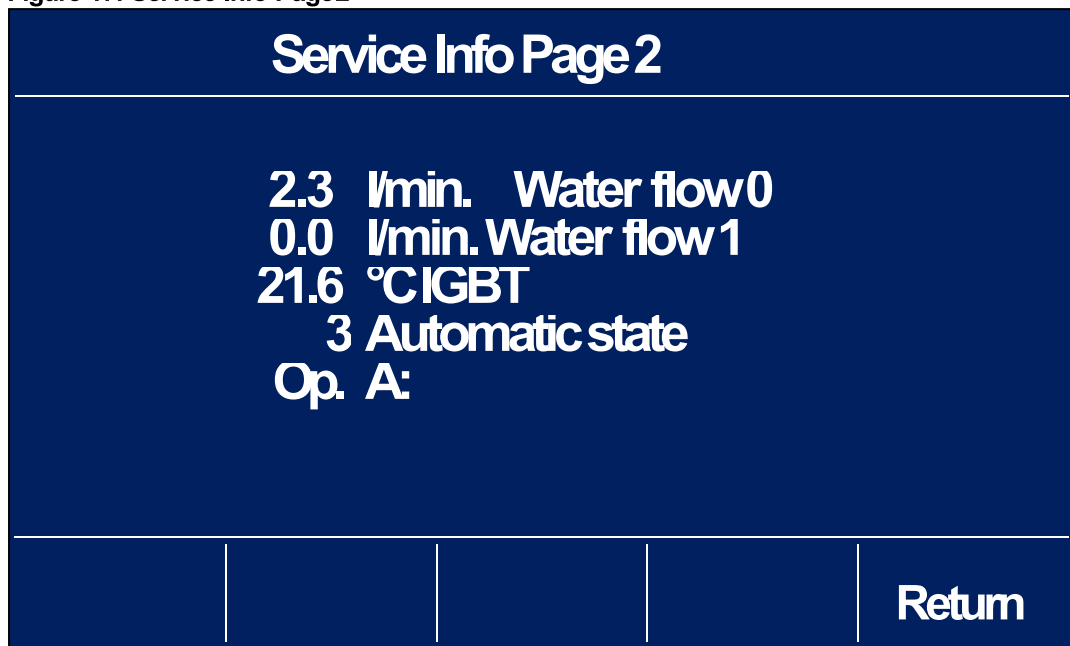 Service Info Page 2
2.3 l/min. Water flow 0
0.0 l/min. Water flow 1
21.6 °C IGBT
3 Automatic state
Op. A:
Return